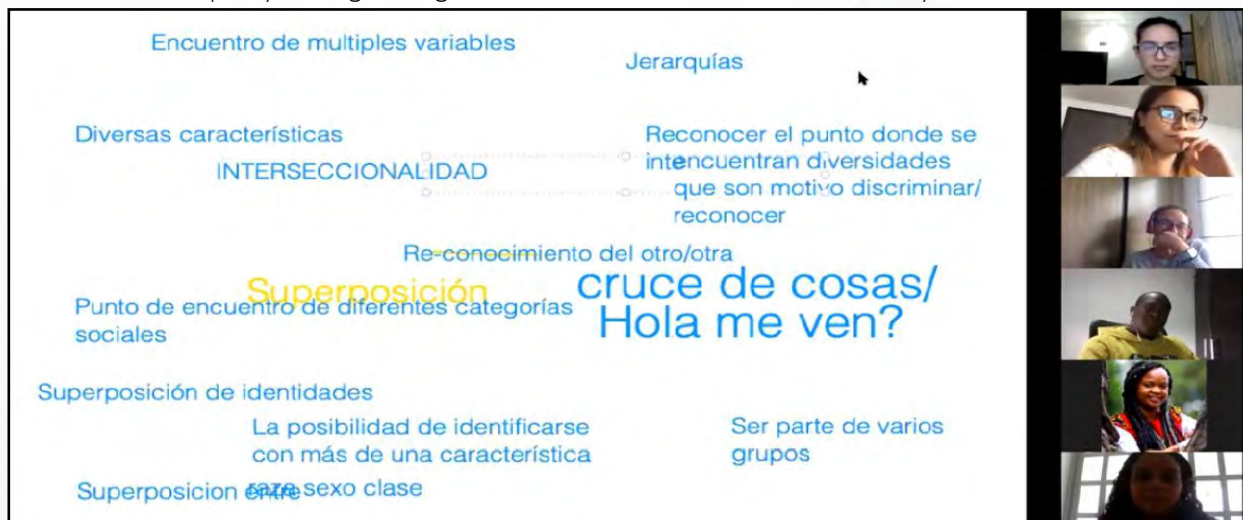 Encuentro de multiples variables
Jerarquías
Diversas características
INTERSECCIONALIDAD
Reconocer el punto donde se
inte
encuentran diversidades
que son motivo discriminar/
reconocer
Re-conocimiento del otro/otra
Superposición
cruce de cosas/
Hola me ven?
Punto de encuentro de diferentes categorías
sociales
Superposición de identidades
La posibilidad de identificarse
con más de una característica
Ser parte de varios
grupos
Superposicion entre
raza sexo clase